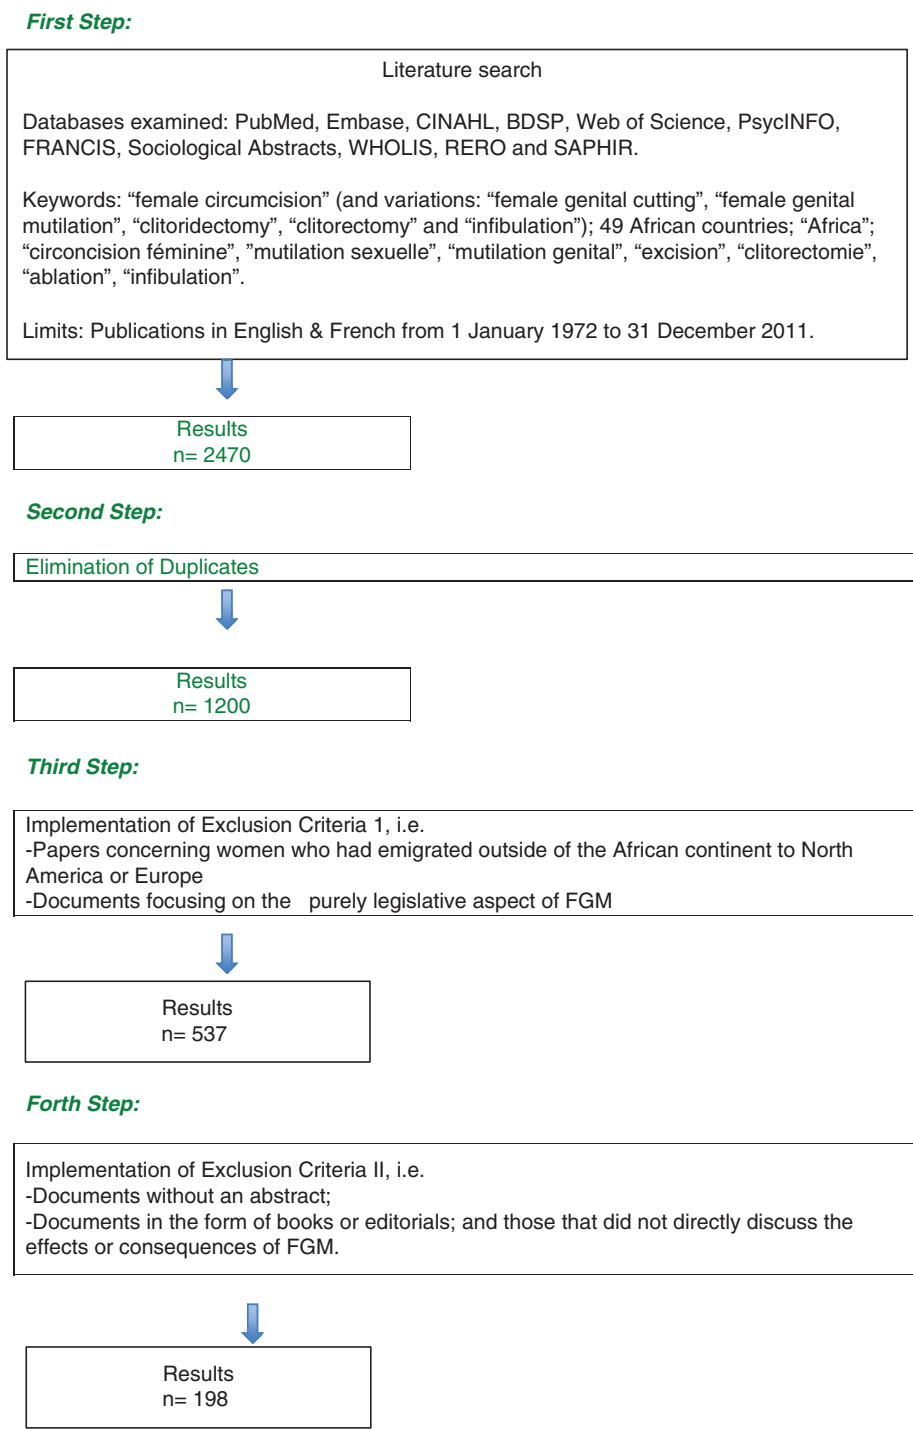 First Step:
Literature search
Databases examined: PubMed, Embase, CINAHL, BDSP, Web of Science, PsycINFO,
FRANCIS, Sociological Abstracts, WHOLIS, RERO and SAPHIR.
Keywords: “female circumcision” (and variations: “female genital cutting”, “female genital
mutilation”, “clitoridectomy”, “clitorectomy” and “infibulation”); 49 African countries; “Africa”;
“circoncision féminine”, ”mutilation sexuelle”, “mutilation genital”, “excision”, “clitorectomie”,
“ablation”, “infibulation”.
Limits: Publications in English & French from 1 January 1972 to 31 December 2011.
Results
n= 2470
Second Step:
Elimination of Duplicates
Results
n= 1200
Third Step:
Implementation of Exclusion Criteria 1, i.e.
-Papers concerning women who had emigrated outside of the African continent to North
America or Europe
-Documents focusing on the purely legislative aspect of FGM
Results
n= 537
Forth Step:
Implementation of Exclusion Criteria II, i.e.
-Documents without an abstract;
-Documents in the form of books or editorials; and those that did not directly discuss the
effects or consequences of FGM.
Results
n= 198